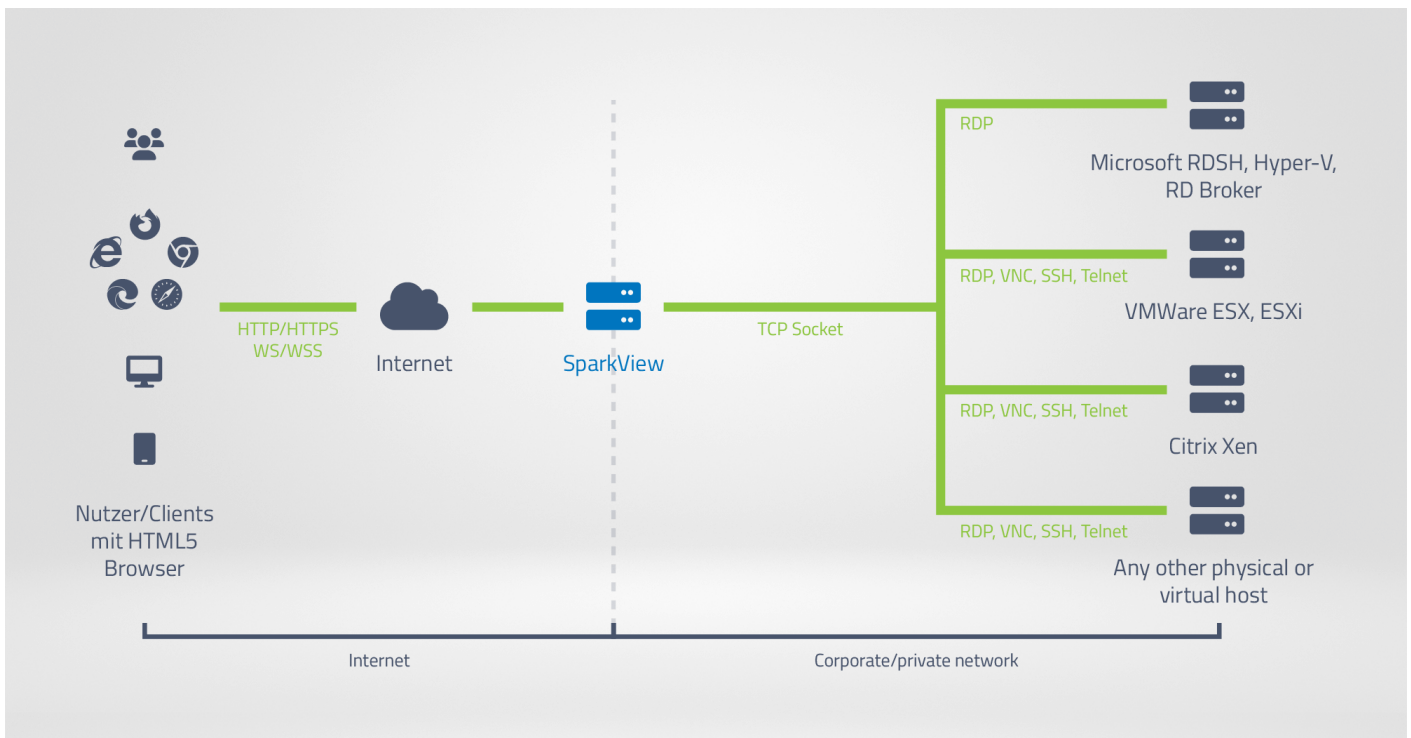 Nutzer/Clients
mit HTML5
Browser
HTTP/HTTPS
WS/WSS
Internet
SparkView
TCP Socket
RDP
Microsoft RDSH, Hyper-V,
RD Broker
RDP, VNC, SSH, Telnet
VMWare ESX, ESXi
RDP, VNC, SSH, Telnet
Citrix Xen
RDP, VNC, SSH, Telnet
Any other physical or
virtual host
Internet
Corporate/private network